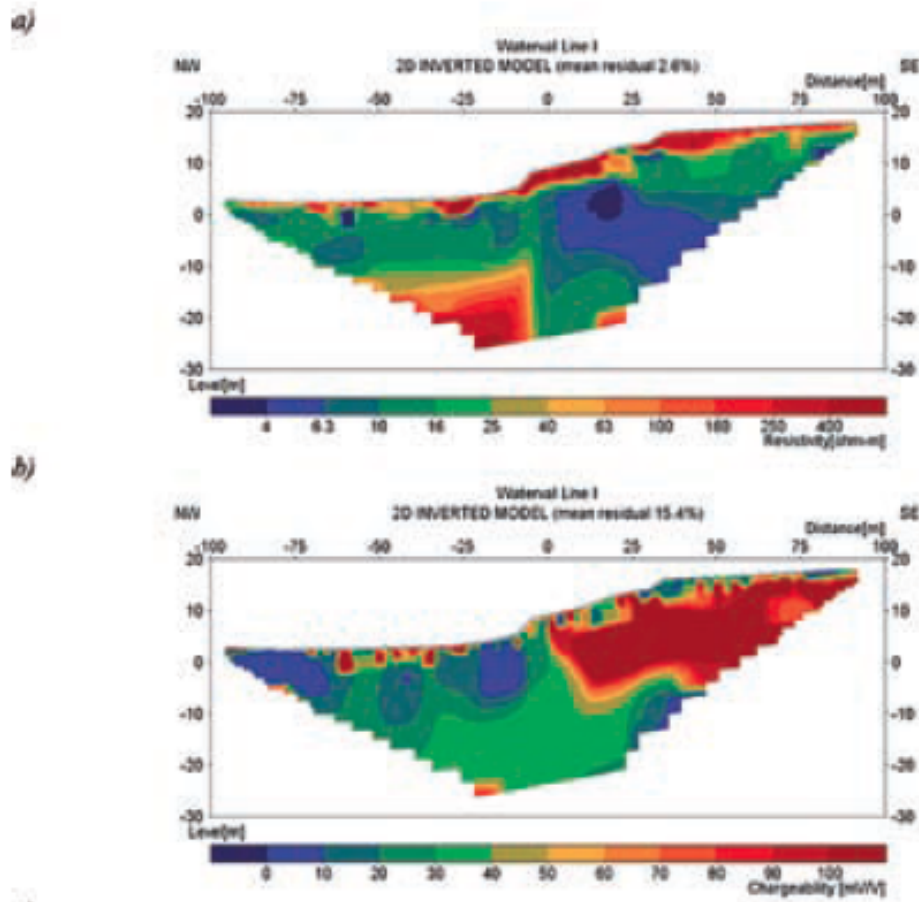 a)
Waterval Line I
NW 2D INVERTED MODEL (mean residual 2.6%) SE
Distance[m]
-100 -75 -50 -25 0 25 50 75 100
20 20
10 10
0 0
-10 -10
-20 -20
-30 -30
Level[m]
4 6.3 10 16 25 40 63 100 160 250 400
Resistivity[ohm-m]
b)
Waterval Line I
NW 2D INVERTED MODEL (mean residual 15.4%) SE
Distance[m]
-100 -75 -50 -25 0 25 50 75 100
20 20
10 10
0 0
-10 -10
-20 -20
-30 -30
Level[m]
0 10 20 30 40 50 60 70 80 90 100
Chargeability [mV/V]